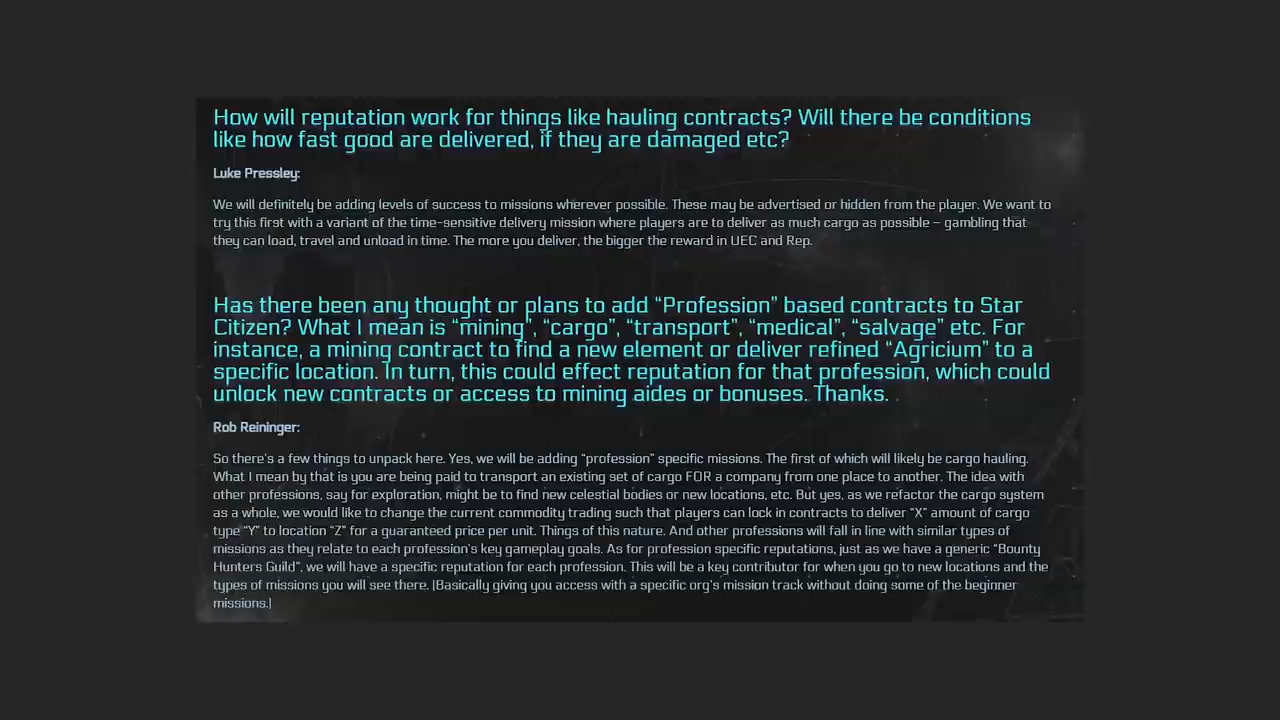 How will reputation work for things like hauling contracts? Will there be conditions
like how fast good are delivered, if they are damaged etc?
Luke Pressley:
We will definitely be adding levels of success to missions wherever possible. These may be advertised or hidden from the player. We want to
try this first with a variant of the time-sensitive delivery mission where players are to deliver as much cargo as possible – gambling that
they can load, travel and unload in time. The more you deliver, the bigger the reward in UEC and Rep.
Has there been any thought or plans to add “Profession” based contracts to Star
Citizen? What I mean is “mining”, “cargo”, “transport”, “medical”, “salvage” etc. For
instance, a mining contract to find a new element or deliver refined “Agricium” to a
specific location. In turn, this could effect reputation for that profession, which could
unlock new contracts or access to mining aides or bonuses. Thanks.
Rob Reininger:
So there's a few things to unpack here. Yes, we will be adding “profession” specific missions. The first of which will likely be cargo hauling.
What I mean by that is you are being paid to transport an existing set of cargo FOR a company from one place to another. The idea with
other professions, say for exploration, might be to find new celestial bodies or new locations, etc. But yes, as we refactor the cargo system
as a whole, we would like to change the current commodity trading such that players can lock in contracts to deliver “X” amount of cargo
type “Y” to location “Z” for a guaranteed price per unit. Things of this nature. And other professions will fall in line with similar types of
missions as they relate to each profession's key gameplay goals. As for profession specific reputations, just as we have a generic “Bounty
Hunters Guild”, we will have a specific reputation for each profession. This will be a key contributor for when you go to new locations and the
types of missions you will see there. (Basically giving you access with a specific org's mission track without doing some of the beginner
missions.)